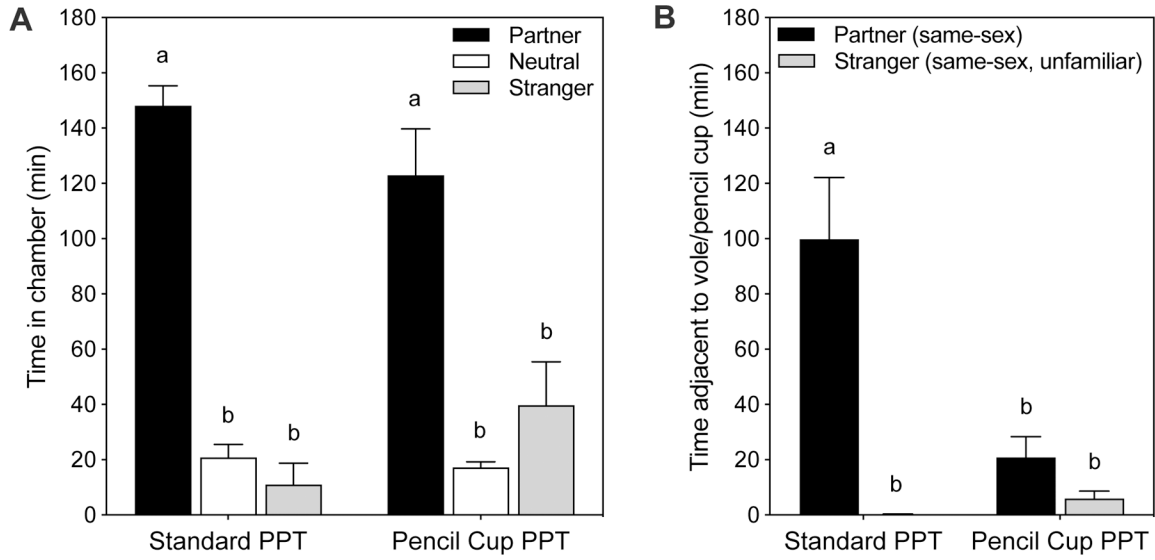 A
Time in chamber (min)
180
160
140
120
100
80
60
40
20
0
Partner
Neutral
Stranger
a
b
b
a
b
b
Standard PPT
Pencil Cup PPT
B
Time adjacent to vole/pencil cup (min)
180
160
140
120
100
80
60
40
20
0
Partner (same-sex)
Stranger (same-sex, unfamiliar)
a
b
b
b
Standard PPT
Pencil Cup PPT